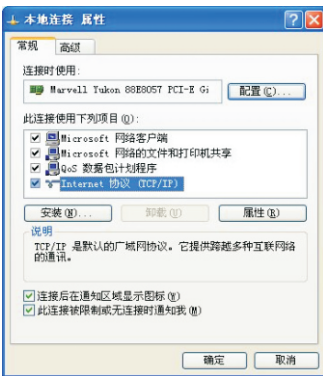 本地连接 属性
常规 高级
连接时使用:
Marvell Yukon 88E8057 PCI-E Gi 配置(C)...
此连接使用下列项目(O):
Microsoft 网络客户端
Microsoft 网络的文件和打印机共享
QoS 数据包计划程序
Internet 协议 (TCP/IP)
安装(N)... 卸载(U) 属性(R)
说明
TCP/IP 是默认的广域网协议。它提供跨越多种互联网络
的通讯。
连接后在通知区域显示图标(W)
此连接被限制或无连接时通知我(M)
确定 取消